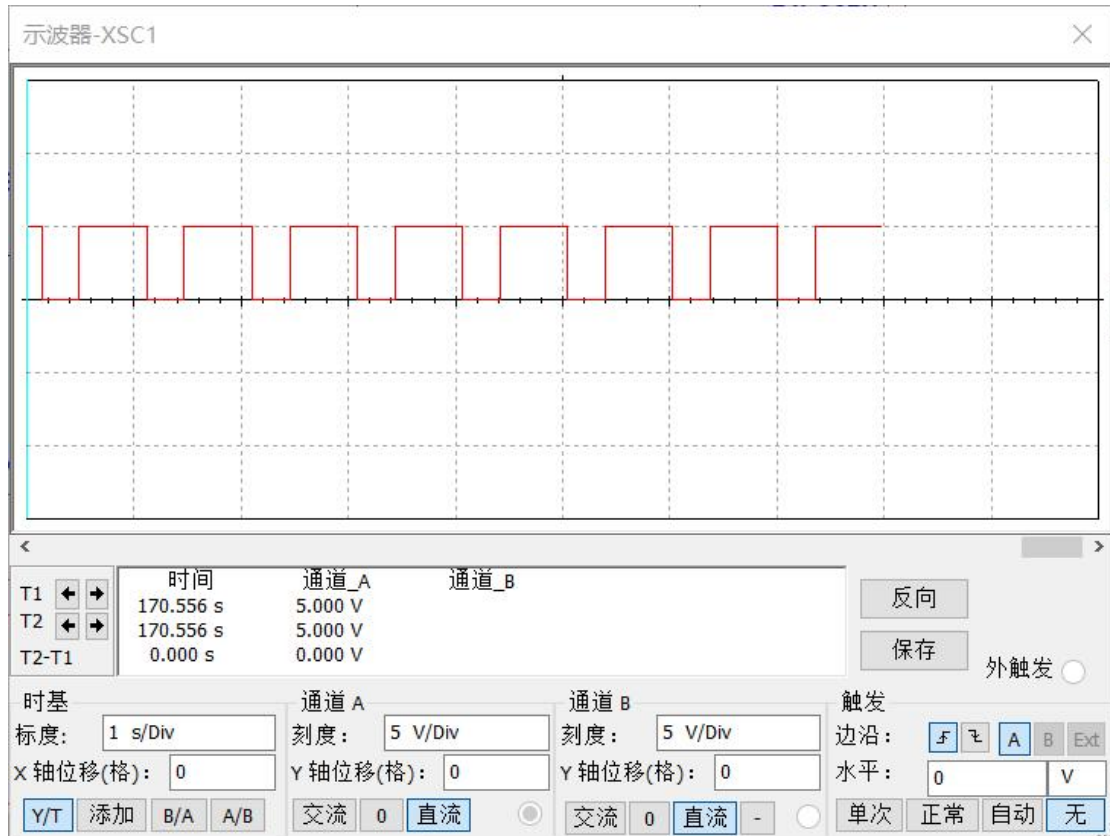 示波器-XSC1
时间 通道_A 通道_B
T1 170.556 s 5.000 V
T2 170.556 s 5.000 V
T2-T1 0.000 s 0.000 V
反向
保存
外触发
时基 通道 A 通道 B 触发
标度: 1 s/Div 刻度: 5 V/Div 刻度: 5 V/Div 边沿: A B Ext
X 轴位移(格): 0 Y 轴位移(格): 0 Y 轴位移(格): 0 水平: 0 V
Y/T 添加 B/A A/B 交流 0 直流 交流 0 直流 - 单次 正常 自动 无